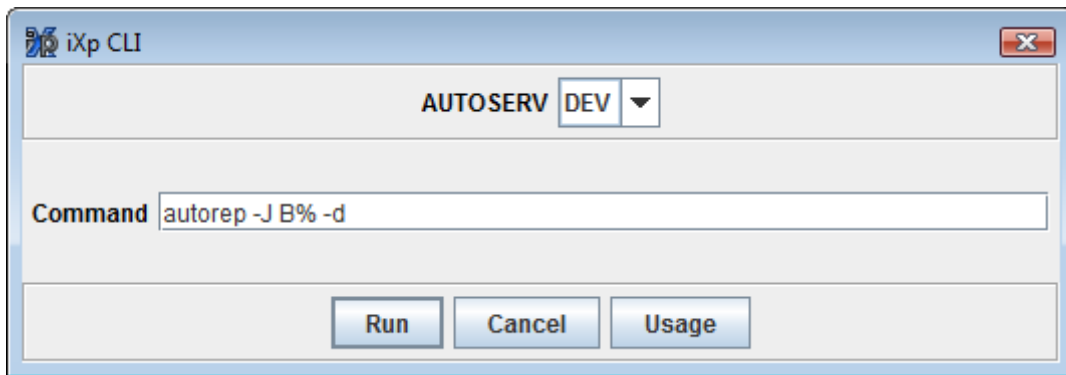 iXp CLI
AUTOSERV DEV
Command autorep -J B% -d
Run Cancel Usage